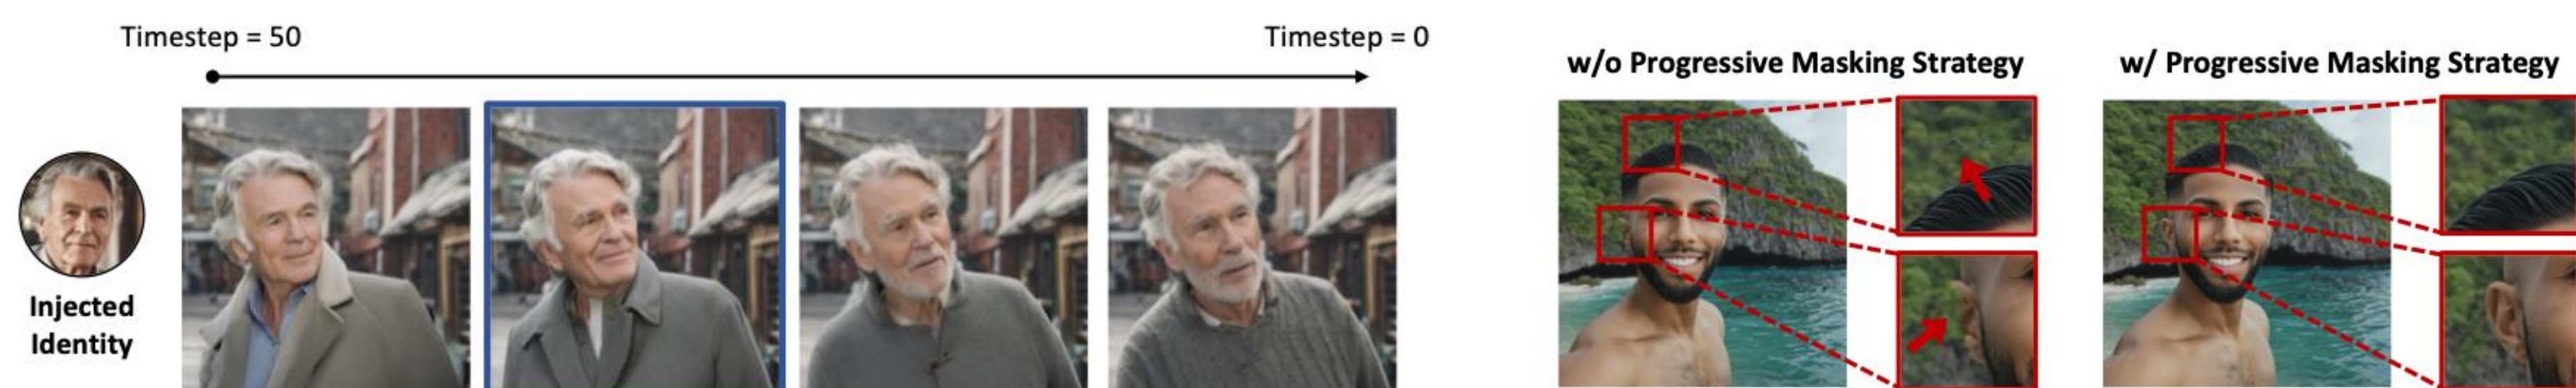 Timestep = 50
Timestep = 0
Injected
Identity
w/o Progressive Masking Strategy
w/ Progressive Masking Strategy